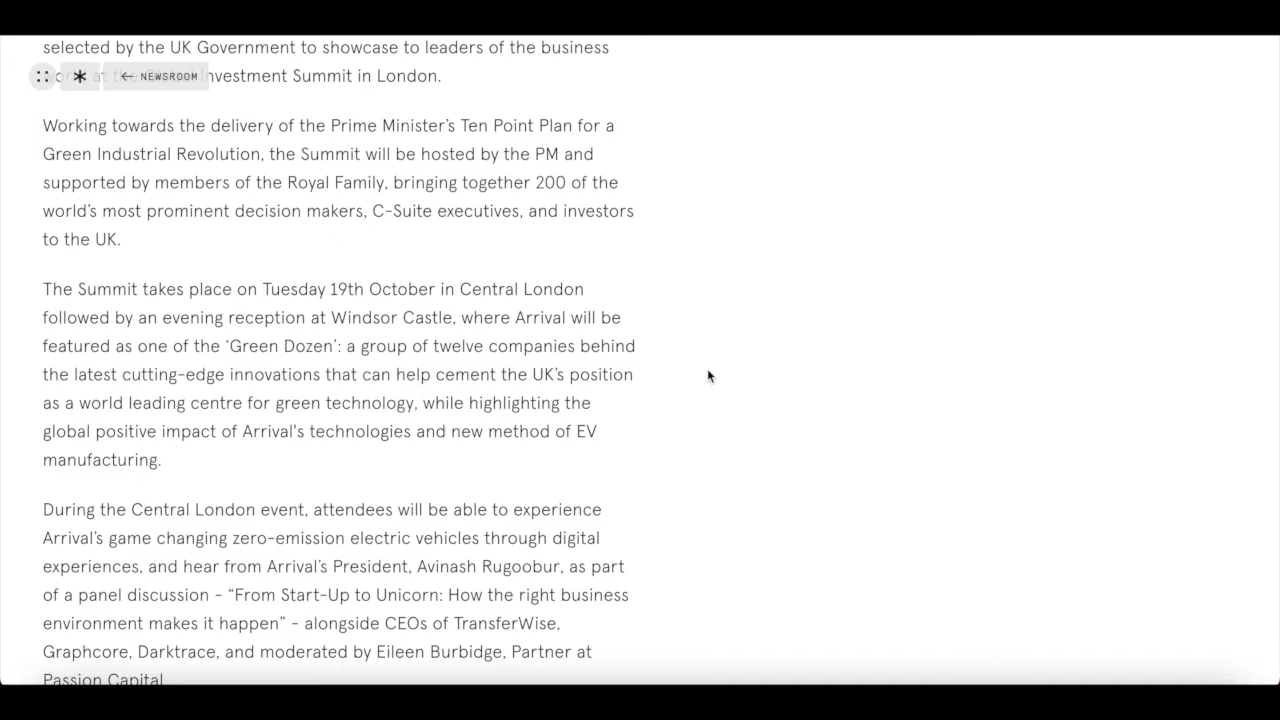 selected by the UK Government to showcase to leaders of the business
at the Investment Summit in London.
← NEWSROOM
Working towards the delivery of the Prime Minister’s Ten Point Plan for a
Green Industrial Revolution, the Summit will be hosted by the PM and
supported by members of the Royal Family, bringing together 200 of the
world’s most prominent decision makers, C-Suite executives, and investors
to the UK.
The Summit takes place on Tuesday 19th October in Central London
followed by an evening reception at Windsor Castle, where Arrival will be
featured as one of the ‘Green Dozen’: a group of twelve companies behind
the latest cutting-edge innovations that can help cement the UK’s position
as a world leading centre for green technology, while highlighting the
global positive impact of Arrival's technologies and new method of EV
manufacturing.
During the Central London event, attendees will be able to experience
Arrival’s game changing zero-emission electric vehicles through digital
experiences, and hear from Arrival’s President, Avinash Rugoobur, as part
of a panel discussion - “From Start-Up to Unicorn: How the right business
environment makes it happen” - alongside CEOs of TransferWise,
Graphcore, Darktrace, and moderated by Eileen Burbidge, Partner at
Passion Capital